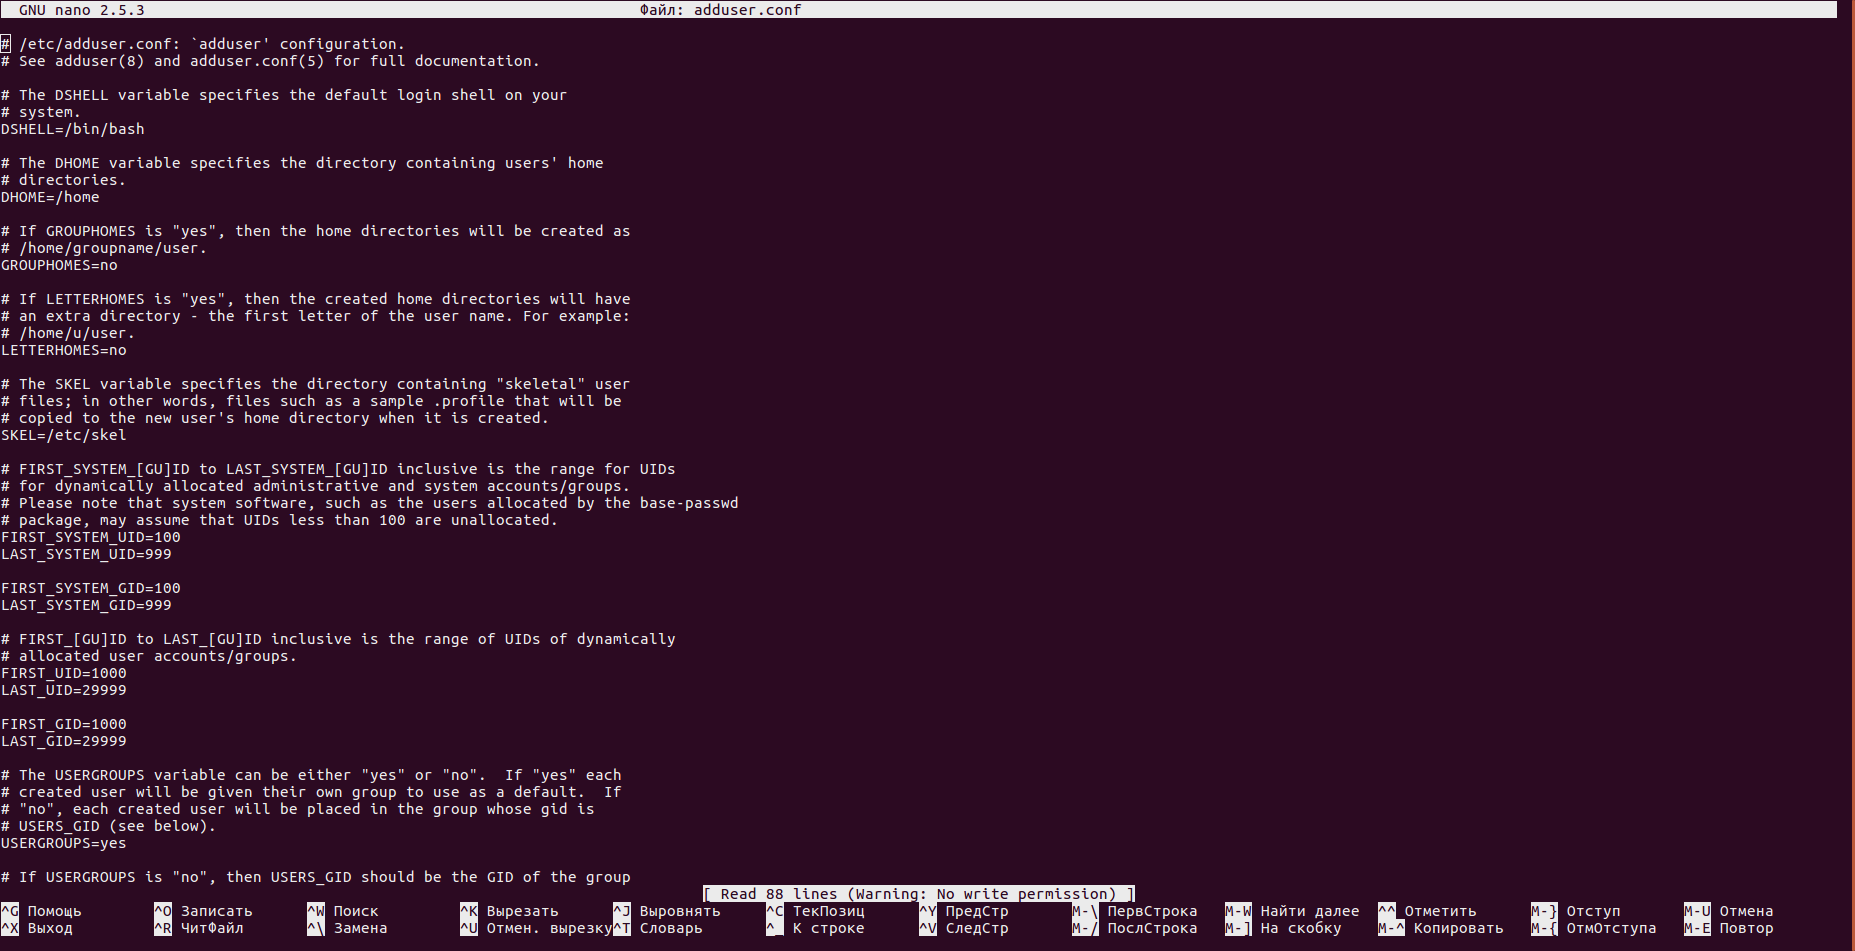 GNU nano 2.5.3 Файл: adduser.conf
# /etc/adduser.conf: `adduser' configuration.
# See adduser(8) and adduser.conf(5) for full documentation.
# The DSHELL variable specifies the default login shell on your
# system.
DSHELL=/bin/bash
# The DHOME variable specifies the directory containing users' home
# directories.
DHOME=/home
# If GROUPHOMES is "yes", then the home directories will be created as
# /home/groupname/user.
GROUPHOMES=no
# If LETTERHOMES is "yes", then the created home directories will have
# an extra directory - the first letter of the user name. For example:
# /home/u/user.
LETTERHOMES=no
# The SKEL variable specifies the directory containing "skeletal" user
# files; in other words, files such as a sample .profile that will be
# copied to the new user's home directory when it is created.
SKEL=/etc/skel
# FIRST_SYSTEM_[GU]ID to LAST_SYSTEM_[GU]ID inclusive is the range for UIDs
# for dynamically allocated administrative and system accounts/groups.
# Please note that system software, such as the users allocated by the base-passwd
# package, may assume that UIDs less than 100 are unallocated.
FIRST_SYSTEM_UID=100
LAST_SYSTEM_UID=999
FIRST_SYSTEM_GID=100
LAST_SYSTEM_GID=999
# FIRST_[GU]ID to LAST_[GU]ID inclusive is the range of UIDs of dynamically
# allocated user accounts/groups.
FIRST_UID=1000
LAST_UID=29999
FIRST_GID=1000
LAST_GID=29999
# The USERGROUPS variable can be either "yes" or "no".  If "yes" each
# created user will be given their own group to use as a default.  If
# "no", each created user will be placed in the group whose gid is
# USERS_GID (see below).
USERGROUPS=yes
# If USERGROUPS is "no", then USERS_GID should be the GID of the group
[ Read 88 lines (Warning: No write permission) ]
^G Помощь ^O Записать ^W Поиск ^K Вырезать ^J Выровнять ^C ТекПозиц ^Y ПредСтр M-\ ПервСтрока M-W Найти далее ^^ Отметить M-} Отступ M-U Отмена
^X Выход ^R ЧитФайл ^\ Замена ^U Отмен. вырезку ^T Словарь ^_ К строке ^V СледСтр M-/ ПослСтрока M-] На скобку M-^ Копировать M-{ ОтмОтступа M-E Повтор